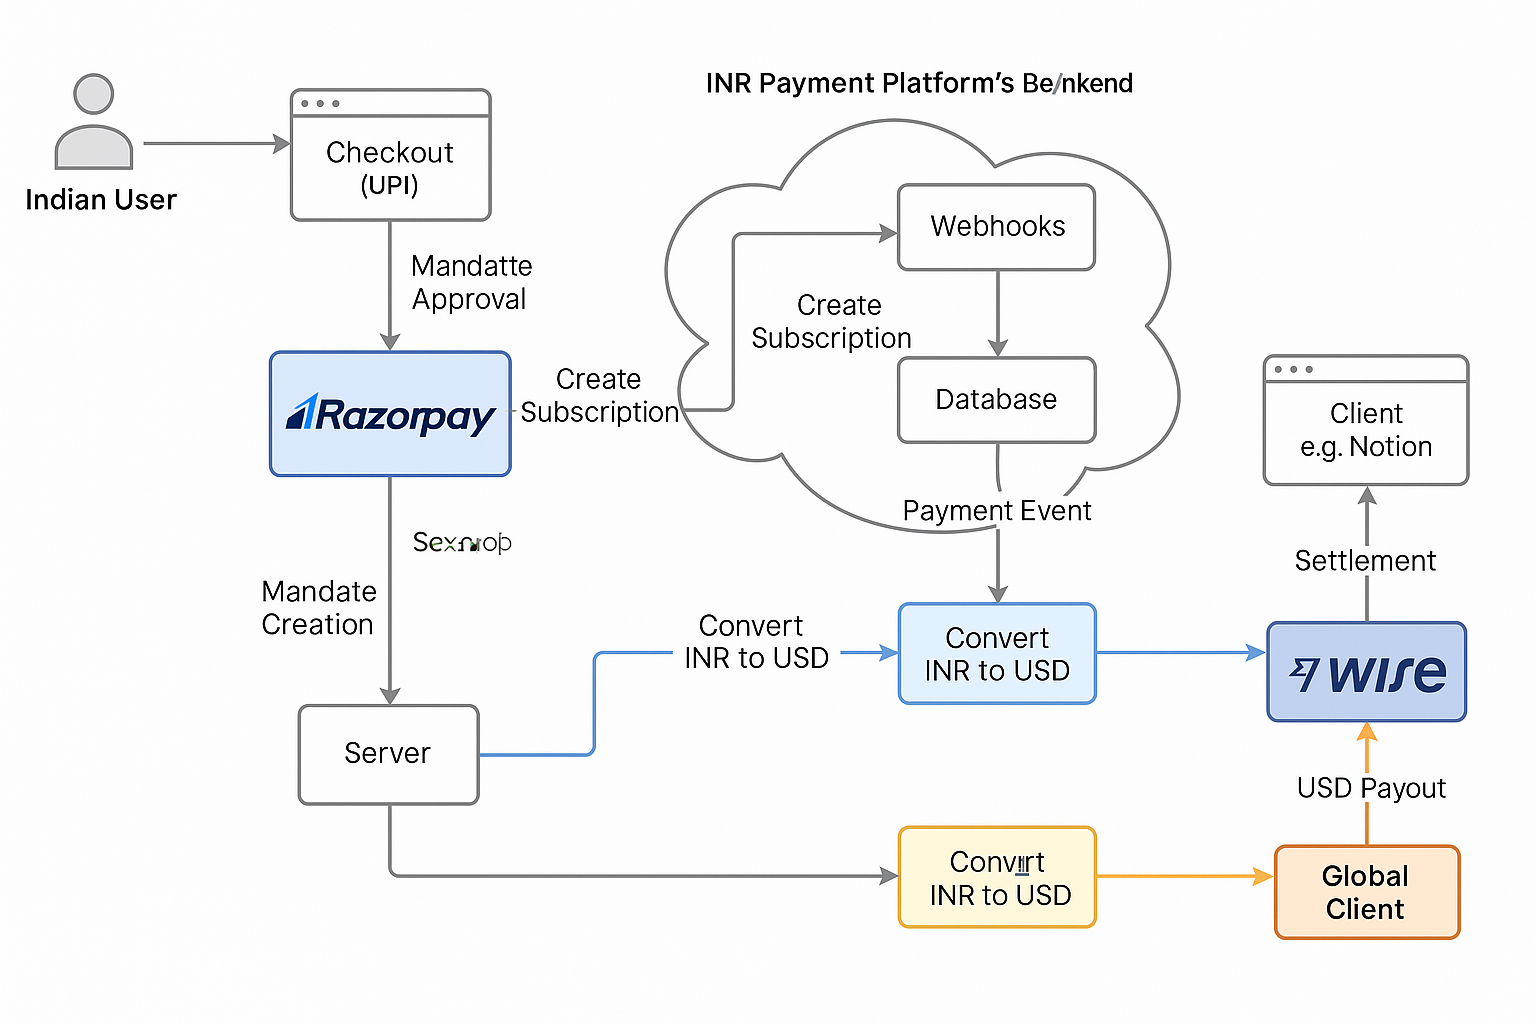 INR Payment Platform's Be/nkend
Indian User
Checkout
(UPI)
Mandatte
Approval
Razorpay
Create
Subscription
Webhooks
Create
Subscription
Database
Payment Event
Client
e.g. Notion
Settlement
Mandate
Creation
Convert
INR to USD
Convert
INR to USD
wise
Server
USD Payout
Convirt
INR to USD
Global
Client